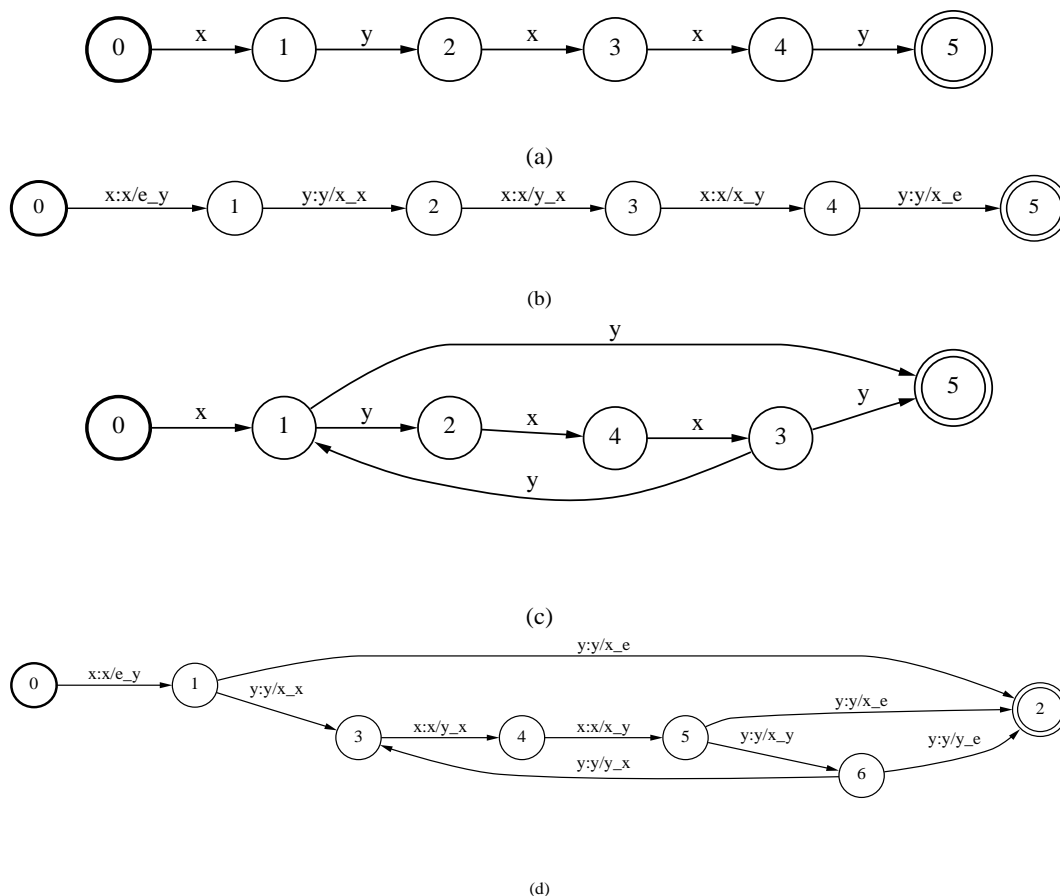 x y x x y
0 1 2 3 4 5
(a)
x:x/e_y y:y/x_x x:x/y_x x:x/x_y y:y/x_e
0 1 2 3 4 5
(b)
y
5
y
0 x 1 y 2 x 4 x 3
y
(c)
y:y/x_e
0 x:x/e_y 1
y:y/x_x
y:y/x_e
2
3 x:x/y_x 4 x:x/x_y 5 y:y/x_y y:y/y_e
y:y/y_x
6
(d)